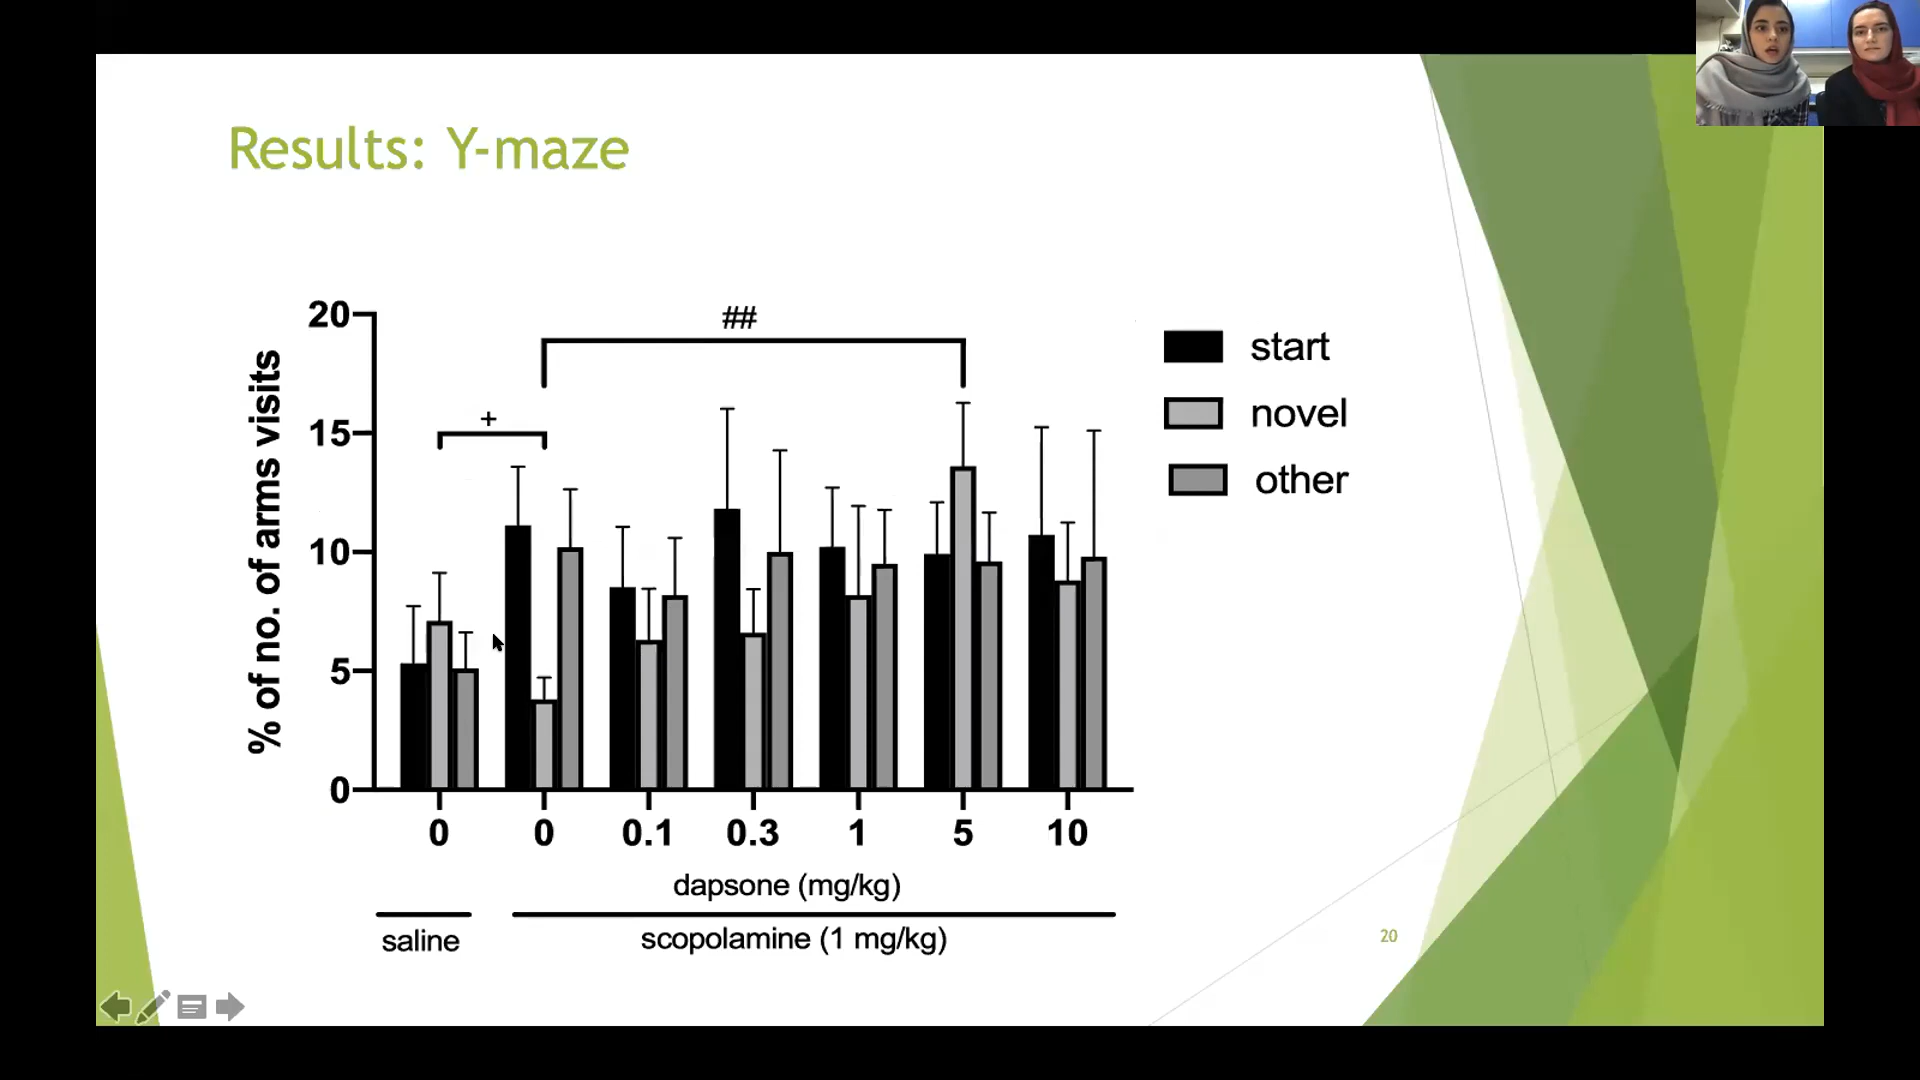 Results: Y-maze
% of no. of arms visits
20
15
10
5
0
##
+
start
novel
other
0 0 0.1 0.3 1 5 10
dapsone (mg/kg)
saline
scopolamine (1 mg/kg)
20